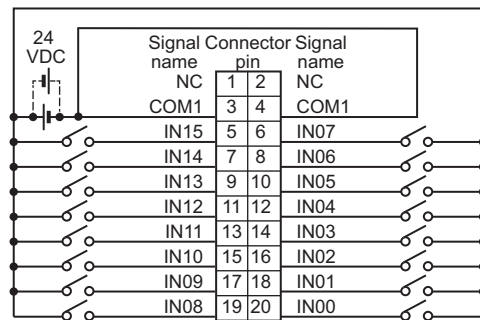 24
VDC
Signal Connector Signal
name pin name
NC 1 2 NC
COM1 3 4 COM1
IN15 5 6 IN07
IN14 7 8 IN06
IN13 9 10 IN05
IN12 11 12 IN04
IN11 13 14 IN03
IN10 15 16 IN02
IN09 17 18 IN01
IN08 19 20 IN00